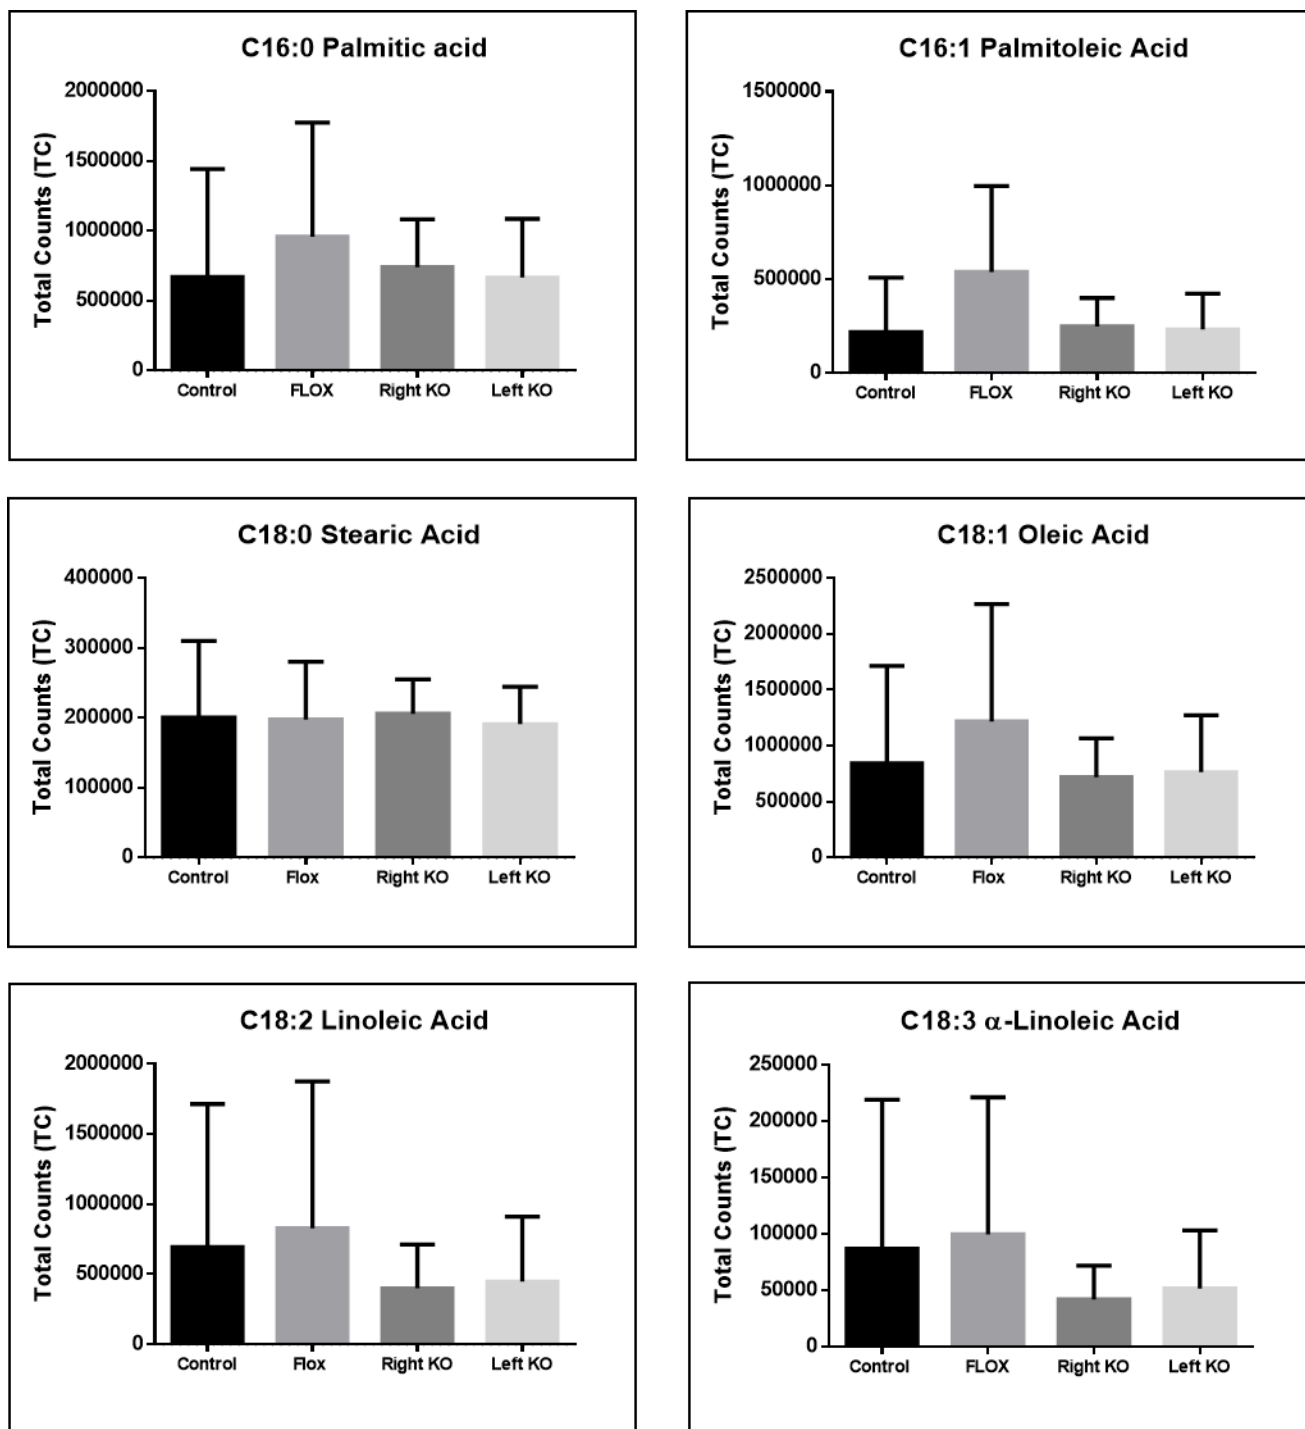 C16:0 Palmitic acid
Total Counts (TC)
2000000
1500000
1000000
500000
0
Control FLOX Right KO Left KO
C16:1 Palmitoleic Acid
Total Counts (TC)
1500000
1000000
500000
0
Control FLOX Right KO Left KO
C18:0 Stearic Acid
Total Counts (TC)
400000
300000
200000
100000
0
Control Flox Right KO Left KO
C18:1 Oleic Acid
Total Counts (TC)
2500000
2000000
1500000
1000000
500000
0
Control Flox Right KO Left KO
C18:2 Linoleic Acid
Total Counts (TC)
2000000
1500000
1000000
500000
0
Control Flox Right KO Left KO
C18:3 α-Linoleic Acid
Total Counts (TC)
250000
200000
150000
100000
50000
0
Control FLOX Right KO Left KO